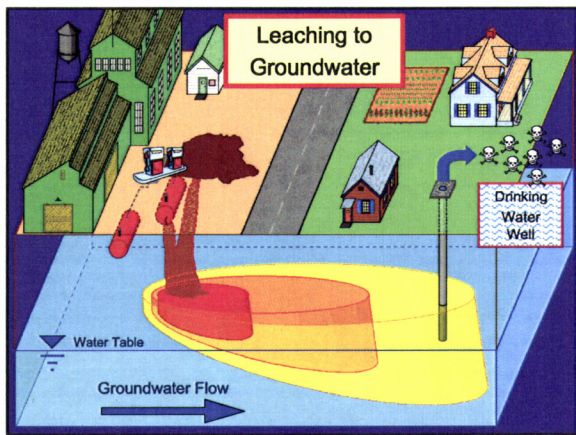 Leaching to
Groundwater
Drinking
Water
Well
Water Table
Groundwater Flow